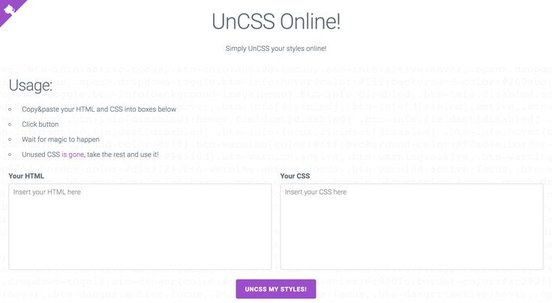 UnCSS Online!
Simply UnCSS your styles online!
Usage:
Copy&paste your HTML and CSS into boxes below
Click button
Wait for magic to happen
Unused CSS is gone, take the rest and use it!
Your HTML
Your CSS
Insert your HTML here
Insert your CSS here
UNCSS MY STYLES!